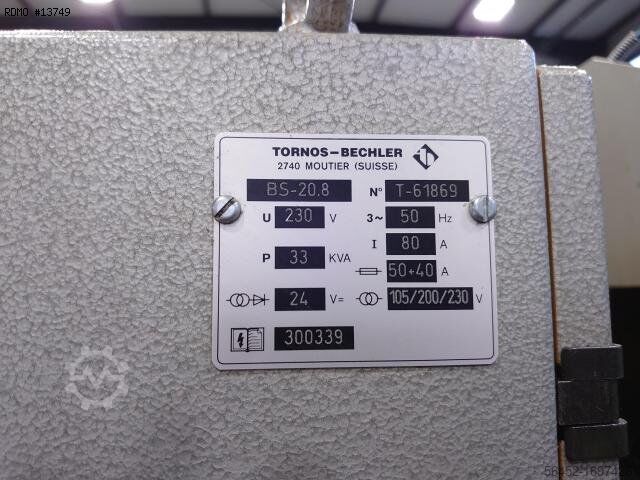 RDMO #13749
TORNOS-BECHLER
2740 MOUTIER (SUISSE)
BS-20.8 N° T-61869
U 230 V 3~ 50 Hz
I 80 A
P 33 KVA
50+40 A
24 V= 105/200/230 V
300339